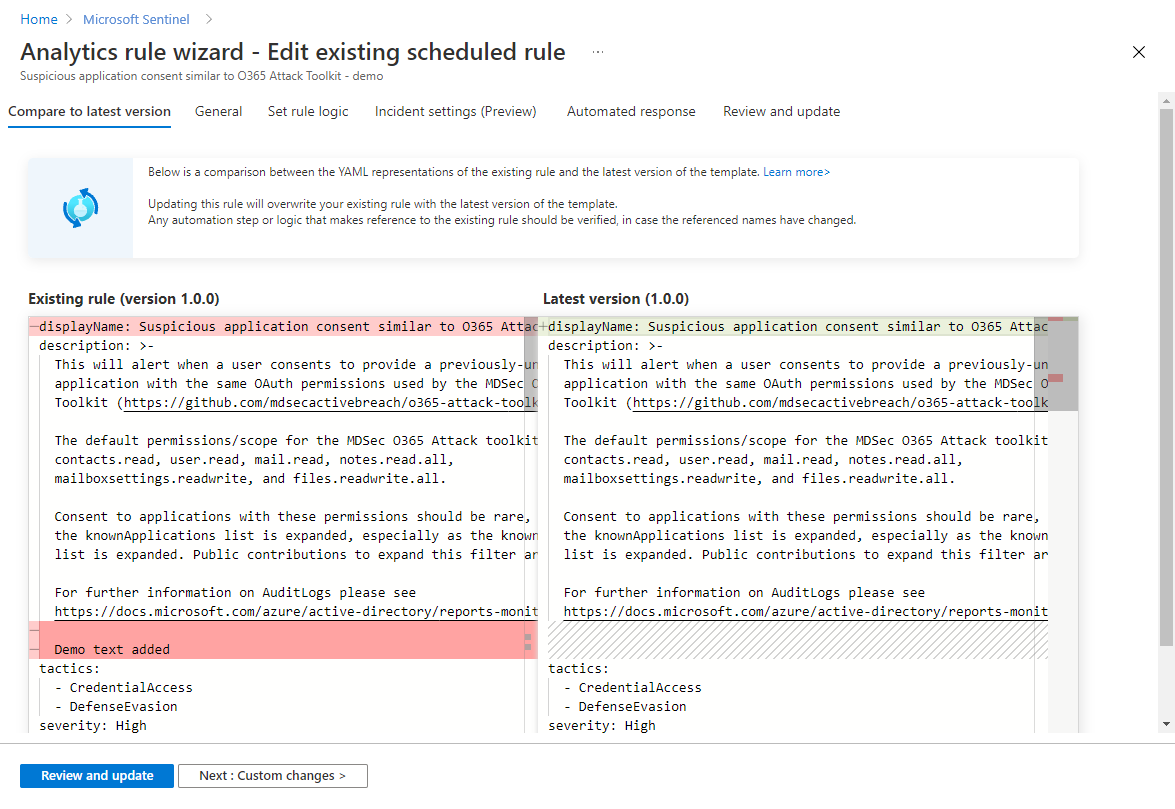 Home > Microsoft Sentinel >
Analytics rule wizard - Edit existing scheduled rule ...
Suspicious application consent similar to O365 Attack Toolkit - demo
Compare to latest version General Set rule logic Incident settings (Preview) Automated response Review and update
Below is a comparison between the YAML representations of the existing rule and the latest version of the template. Learn more>
Updating this rule will overwrite your existing rule with the latest version of the template.
Any automation step or logic that makes reference to the existing rule should be verified, in case the referenced names have changed.
Existing rule (version 1.0.0)
displayName: Suspicious application consent similar to O365 Attac
description: >-
This will alert when a user consents to provide a previously-un
application with the same OAuth permissions used by the MDSec O
Toolkit (https://github.com/mdsecactivebreach/o365-attack-toolk
The default permissions/scope for the MDSec O365 Attack toolkit
contacts.read, user.read, mail.read, notes.read.all,
mailboxsettings.readwrite, and files.readwrite.all.
Consent to applications with these permissions should be rare,
the knownApplications list is expanded, especially as the known
list is expanded. Public contributions to expand this filter ar
For further information on AuditLogs please see
https://docs.microsoft.com/azure/active-directory/reports-monit
Demo text added
tactics:
- CredentialAccess
- DefenseEvasion
severity: High
Latest version (1.0.0)
+displayName: Suspicious application consent similar to O365 Attac
description: >-
This will alert when a user consents to provide a previously-un
application with the same OAuth permissions used by the MDSec O
Toolkit (https://github.com/mdsecactivebreach/o365-attack-toolk
The default permissions/scope for the MDSec O365 Attack toolkit
contacts.read, user.read, mail.read, notes.read.all,
mailboxsettings.readwrite, and files.readwrite.all.
Consent to applications with these permissions should be rare,
the knownApplications list is expanded, especially as the known
list is expanded. Public contributions to expand this filter ar
For further information on AuditLogs please see
https://docs.microsoft.com/azure/active-directory/reports-monit
tactics:
- CredentialAccess
- DefenseEvasion
severity: High
Review and update
Next : Custom changes >